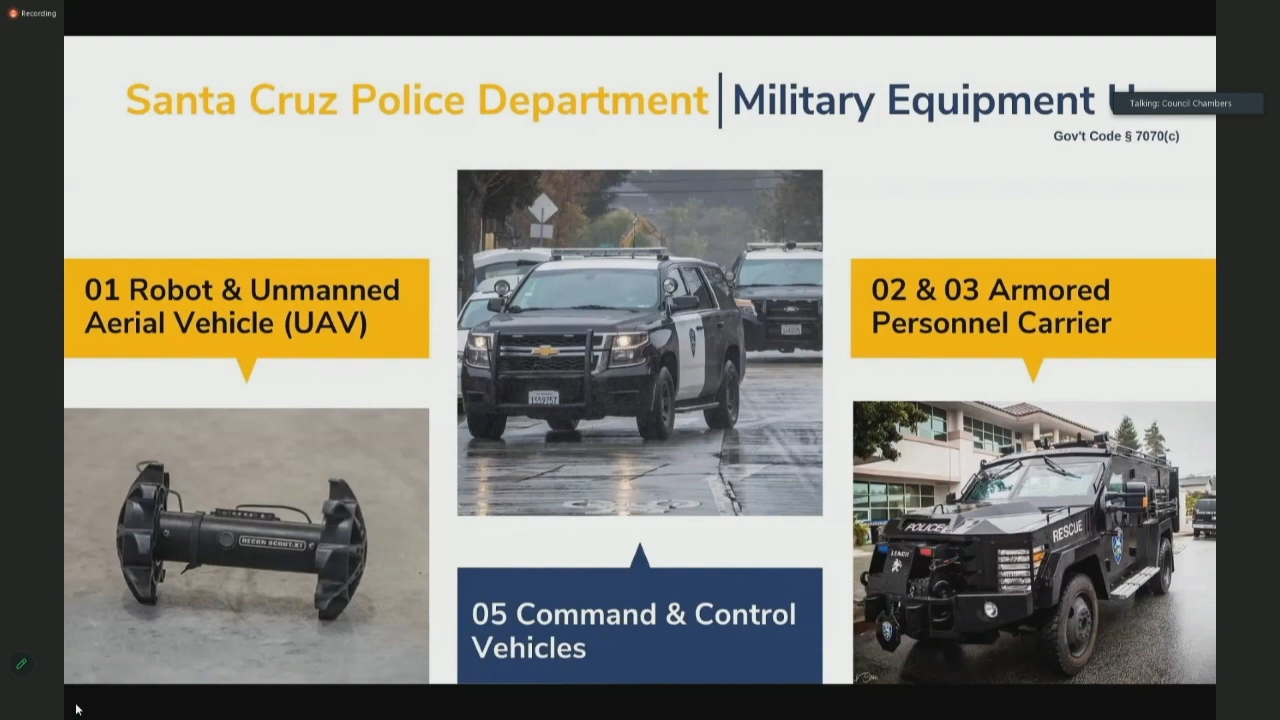 Recording
Santa Cruz Police Department
Military Equipment
Talking: Council Chambers
Gov't Code § 7070(c)
01 Robot & Unmanned
Aerial Vehicle (UAV)
02 & 03 Armored
Personnel Carrier
RECON SCOUT XT
POLICE
RESCUE
LENCO
05 Command & Control
Vehicles